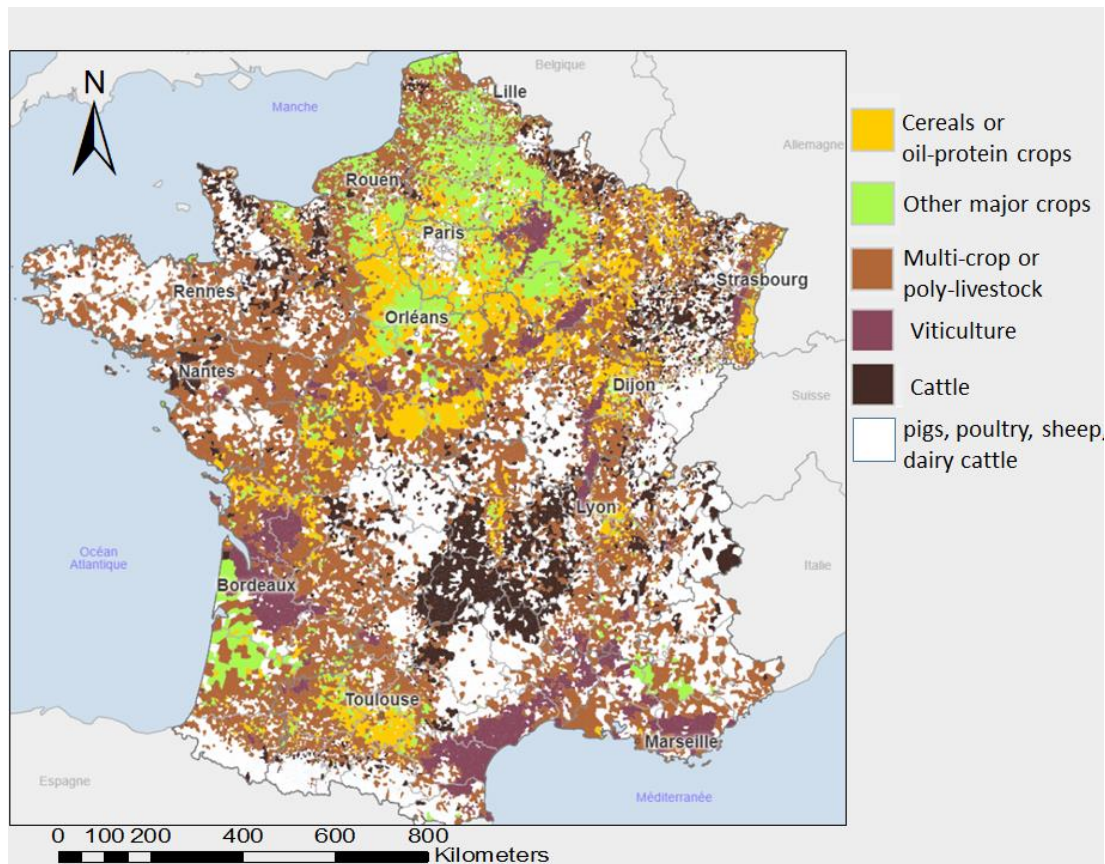 N
Manche
Belgique
Lille
Allemagne
Rouen
Paris
Strasbourg
Rennes
Orléans
Nantes
Dijon
Suisse
Lyon
Océan
Atlantique
Bordeaux
Italie
Toulouse
Marseille
Espagne
Méditerranée
Cereals or
oil-protein crops
Other major crops
Multi-crop or
poly-livestock
Viticulture
Cattle
pigs, poultry, sheep,
dairy cattle
0 100 200 400 600 800
Kilometers